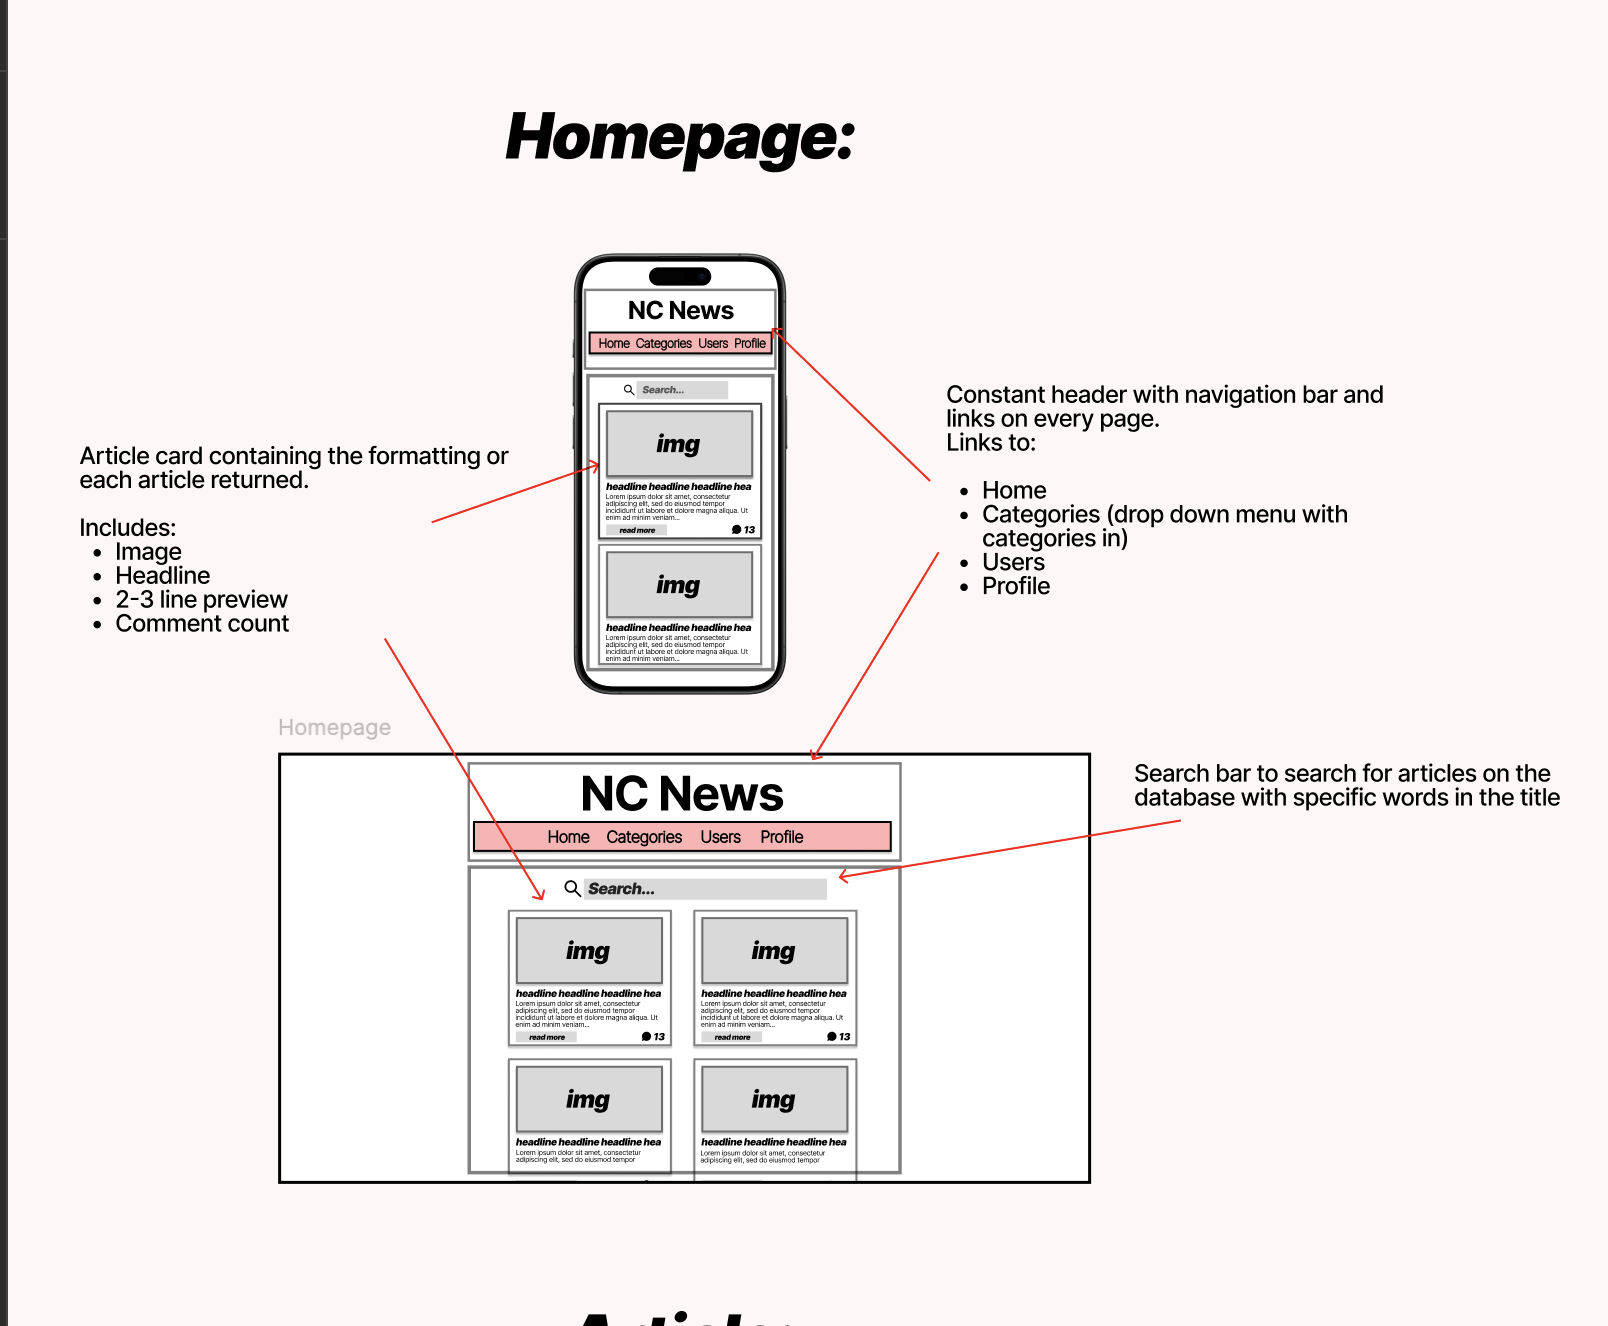 Homepage:
NC News
Home Categories Users Profile
Search...
img
headline headline headline hea
Lorem ipsum dolor sit amet, consectetur
adipiscing elit, sed do eiusmod tempor
incididunt ut labore et dolore magna aliqua. Ut
enim ad minim veniam...
read more 13
img
headline headline headline hea
Lorem ipsum dolor sit amet, consectetur
adipiscing elit, sed do eiusmod tempor
incididunt ut labore et dolore magna aliqua. Ut
enim ad minim veniam...
Article card containing the formatting or
each article returned.
Includes:
• Image
• Headline
• 2-3 line preview
• Comment count
Constant header with navigation bar and
links on every page.
Links to:
• Home
• Categories (drop down menu with
categories in)
• Users
• Profile
Homepage
NC News
Home Categories Users Profile
Search...
img
headline headline headline hea
Lorem ipsum dolor sit amet, consectetur
adipiscing elit, sed do eiusmod tempor
incididunt ut labore et dolore magna aliqua. Ut
enim ad minim veniam...
read more 13
img
headline headline headline hea
Lorem ipsum dolor sit amet, consectetur
adipiscing elit, sed do eiusmod tempor
incididunt ut labore et dolore magna aliqua. Ut
enim ad minim veniam...
read more 13
img
headline headline headline hea
Lorem ipsum dolor sit amet, consectetur
adipiscing elit, sed do eiusmod tempor
img
headline headline headline hea
Lorem ipsum dolor sit amet, consectetur
adipiscing elit, sed do eiusmod tempor
Search bar to search for articles on the
database with specific words in the title